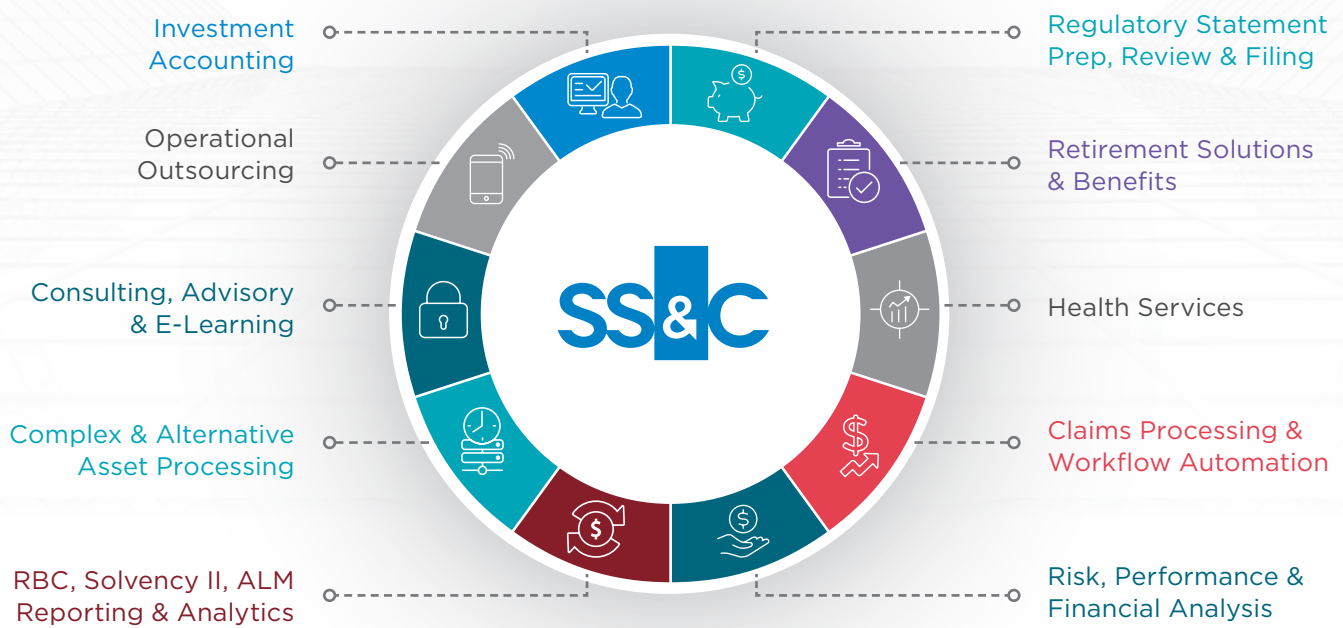 Investment
Accounting
Operational
Outsourcing
Consulting, Advisory
& E-Learning
Complex & Alternative
Asset Processing
RBC, Solvency II, ALM
Reporting & Analytics
$
$
$
$
SS&C
Regulatory Statement
Prep, Review & Filing
Retirement Solutions
& Benefits
Health Services
Claims Processing &
Workflow Automation
Risk, Performance &
Financial Analysis